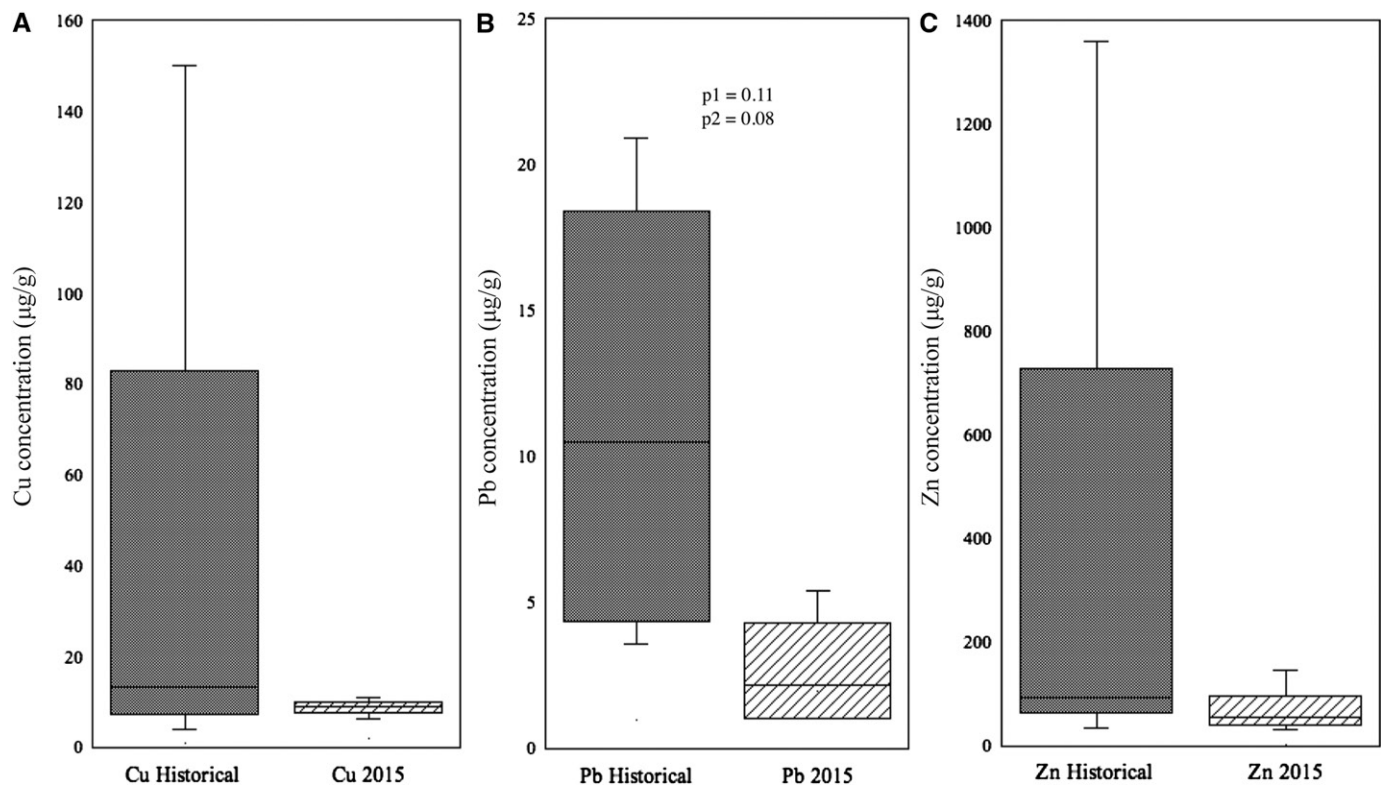 A
Cu concentration (µg/g)
160
140
120
100
80
60
40
20
0
Cu Historical
Cu 2015
B
Pb concentration (µg/g)
25
20
15
10
5
0
p1 = 0.11
p2 = 0.08
Pb Historical
Pb 2015
C
Zn concentration (µg/g)
1400
1200
1000
800
600
400
200
0
Zn Historical
Zn 2015